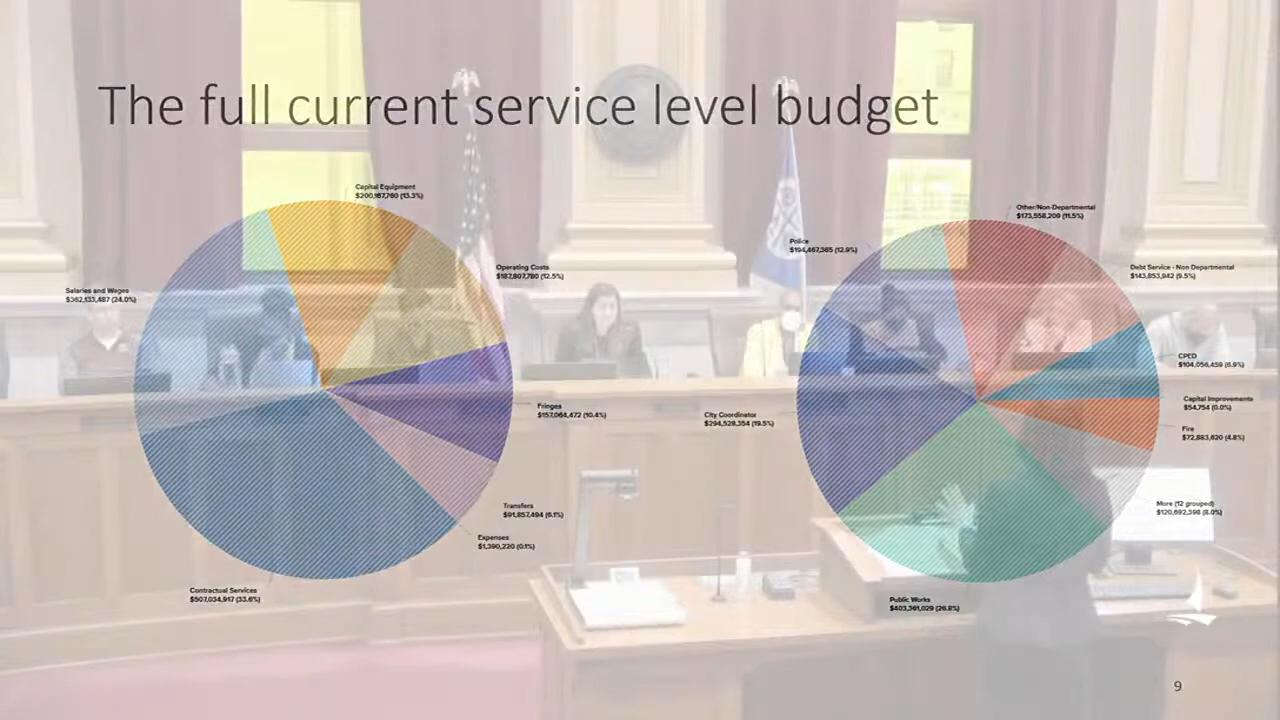 The full current service level budget
Capital Equipment
$200,187,760 (13.3%)
Operating Costs
$187,807,780 (12.5%)
Salaries and Wages
$362,133,487 (24.0%)
Fringes
$157,064,472 (10.4%)
Transfers
$91,857,494 (6.1%)
Expenses
$1,390,220 (0.1%)
Contractual Services
$507,034,917 (33.6%)
Other/Non-Departmental
$173,558,209 (11.5%)
Police
$194,467,365 (12.9%)
Debt Service - Non Departmental
$143,853,942 (9.5%)
CPED
$104,056,459 (6.9%)
Capital Improvements
$54,754 (0.0%)
City Coordinator
$294,528,354 (19.5%)
Fire
$72,883,620 (4.8%)
More (12 grouped)
$120,692,398 (8.0%)
Public Works
$403,361,029 (26.8%)
9